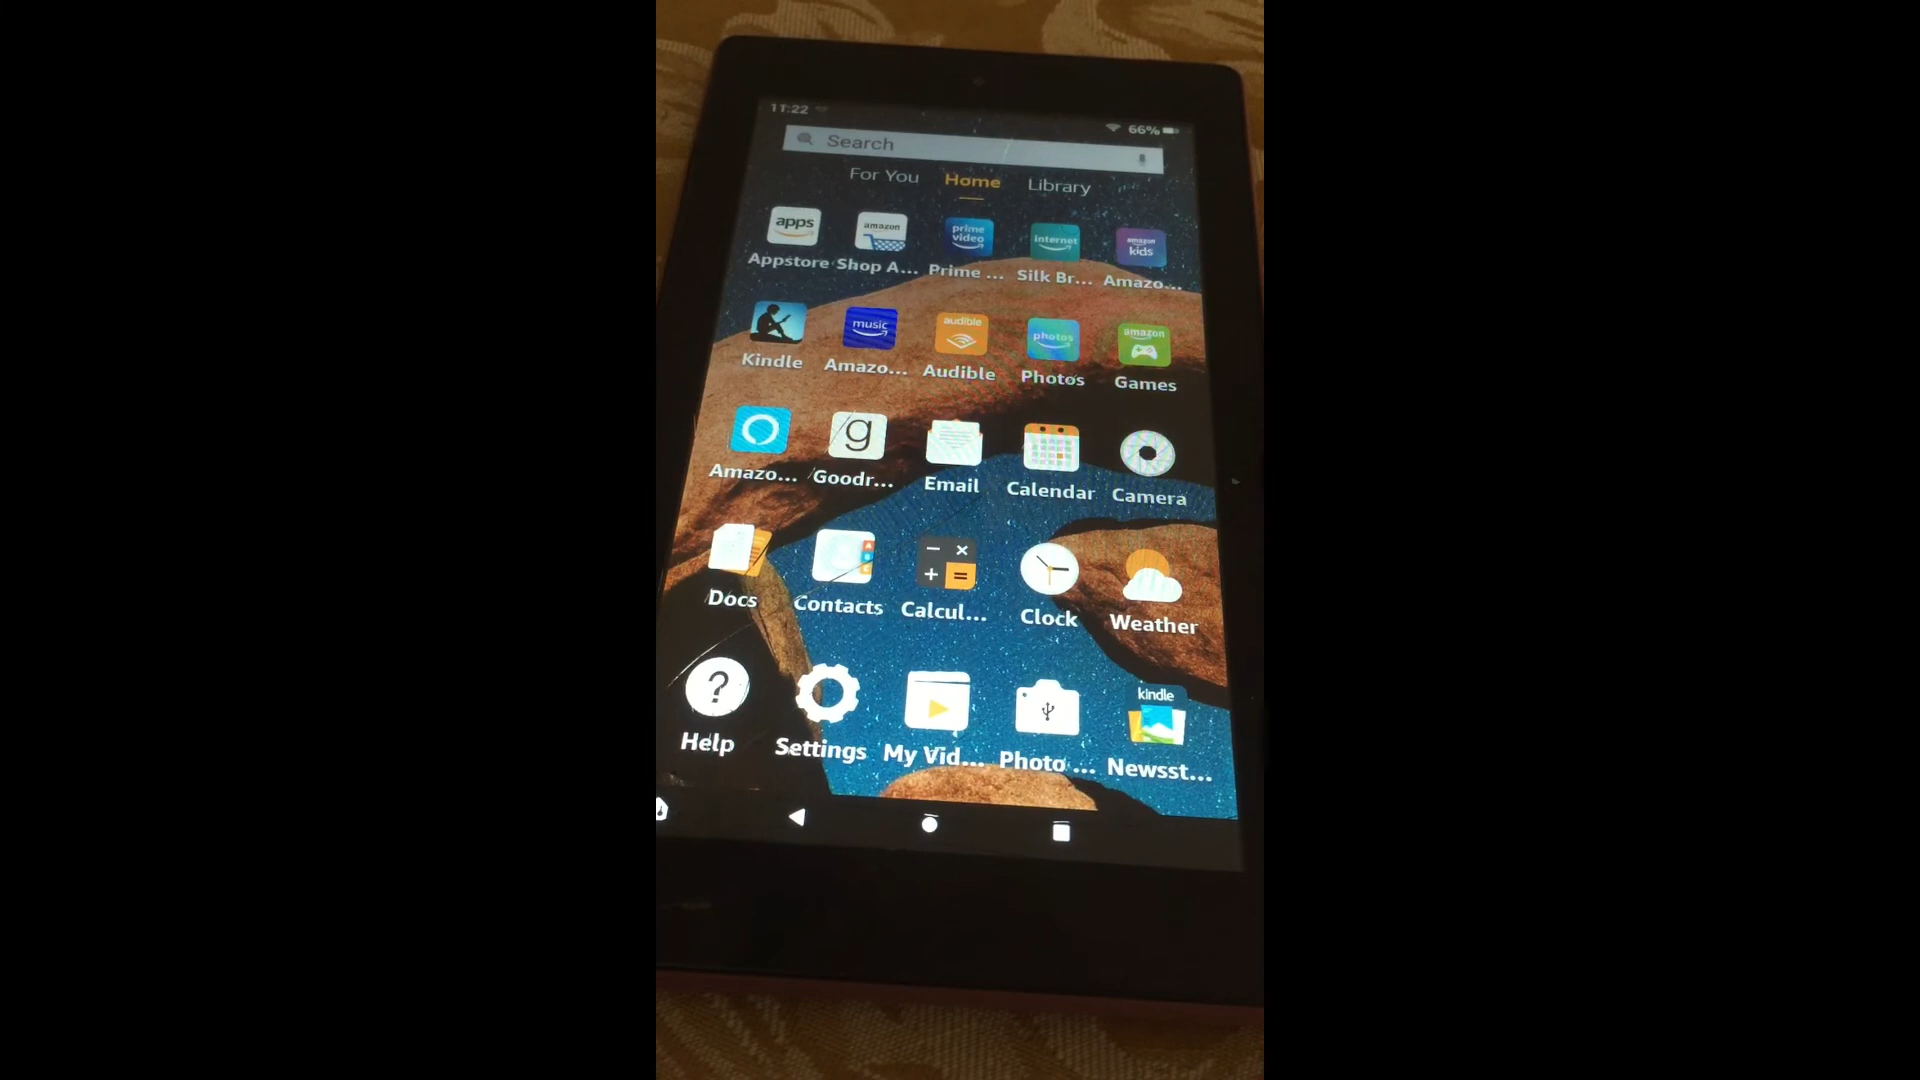 11:22
66%
Search
For You Home Library
apps amazon prime video internet amazon kids
Appstore Shop A... Prime ... Silk Br... Amazo...
music audible photos amazon
Kindle Amazo... Audible Photos Games
g
Amazo... Goodr... Email Calendar Camera
A
− ×
+ =
Docs Contacts Calcul... Clock Weather
? kindle
Help Settings My Vid... Photo ... Newsst...